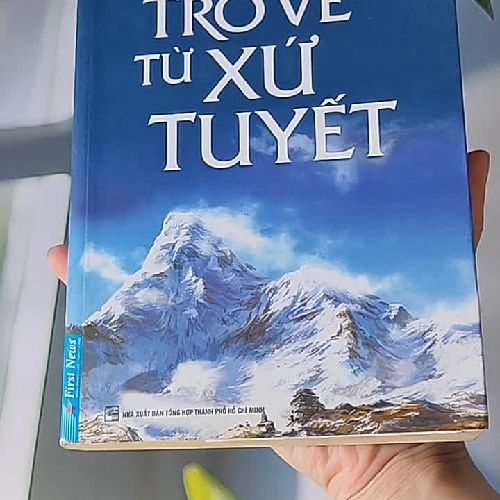 TRỞ VỀ
TỪ XỨ
TUYẾT
First News
NHÀ XUẤT BẢN TỔNG HỢP THÀNH PHỐ HỒ CHÍ MINH